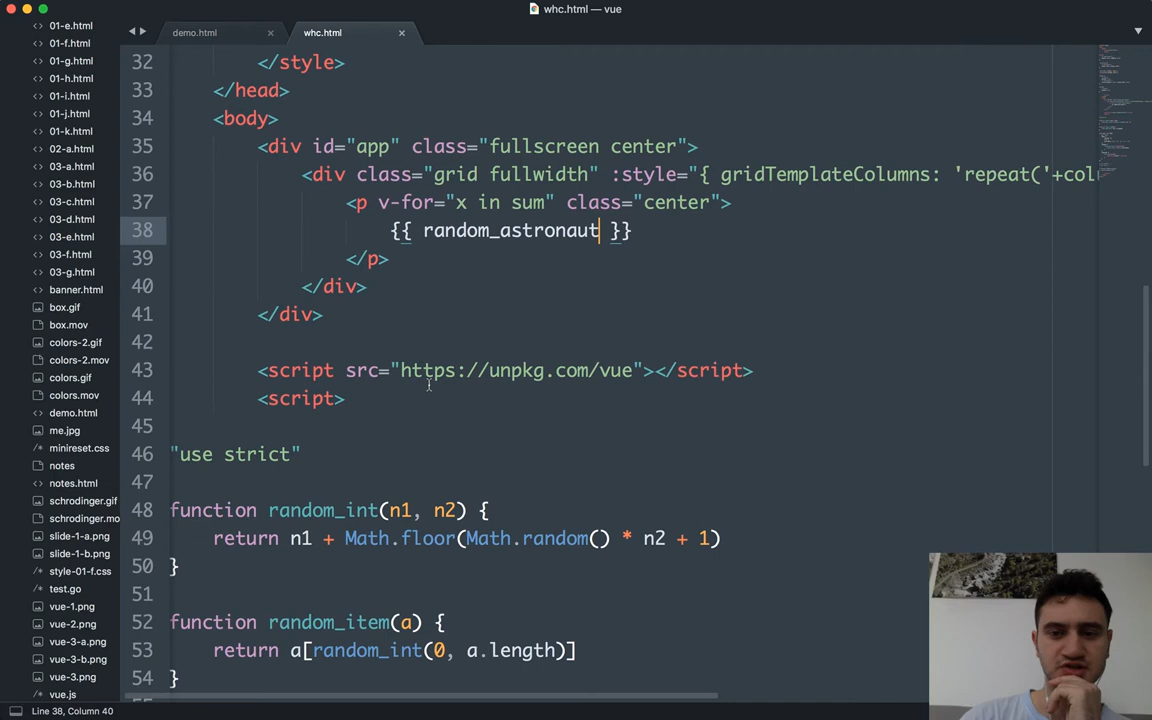 whc.html — vue
01-e.html
01-f.html
01-g.html
01-h.html
01-i.html
01-j.html
01-k.html
02-a.html
03-a.html
03-b.html
03-c.html
03-d.html
03-e.html
03-f.html
03-g.html
banner.html
box.gif
box.mov
colors-2.gif
colors-2.mov
colors.gif
colors.mov
demo.html
me.jpg
minireset.css
notes
notes.html
schrodinger.gif
schrodinger.mo
slide-1-a.png
slide-1-b.png
style-01-f.css
test.go
vue-1.png
vue-2.png
vue-3-a.png
vue-3-b.png
vue-3.png
vue.js
demo.html
whc.html
32 </style>
33 </head>
34 <body>
35 <div id="app" class="fullscreen center">
36 <div class="grid fullwidth" :style="{ gridTemplateColumns: 'repeat('+col
37 <p v-for="x in sum" class="center">
38 {{ random_astronaut }}
39 </p>
40 </div>
41 </div>
42
43 <script src="https://unpkg.com/vue"></script>
44 <script>
45
46 "use strict"
47
48 function random_int(n1, n2) {
49 return n1 + Math.floor(Math.random() * n2 + 1)
50 }
51
52 function random_item(a) {
53 return a[random_int(0, a.length)]
54 }
Line 38, Column 40